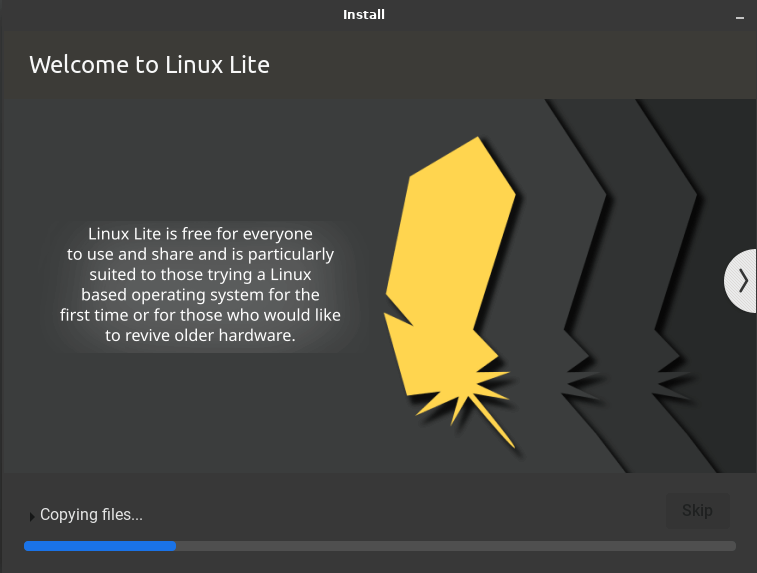 Install
Welcome to Linux Lite
Linux Lite is free for everyone
to use and share and is particularly
suited to those trying a Linux
based operating system for the
first time or for those who would like
to revive older hardware.
Copying files...
Skip